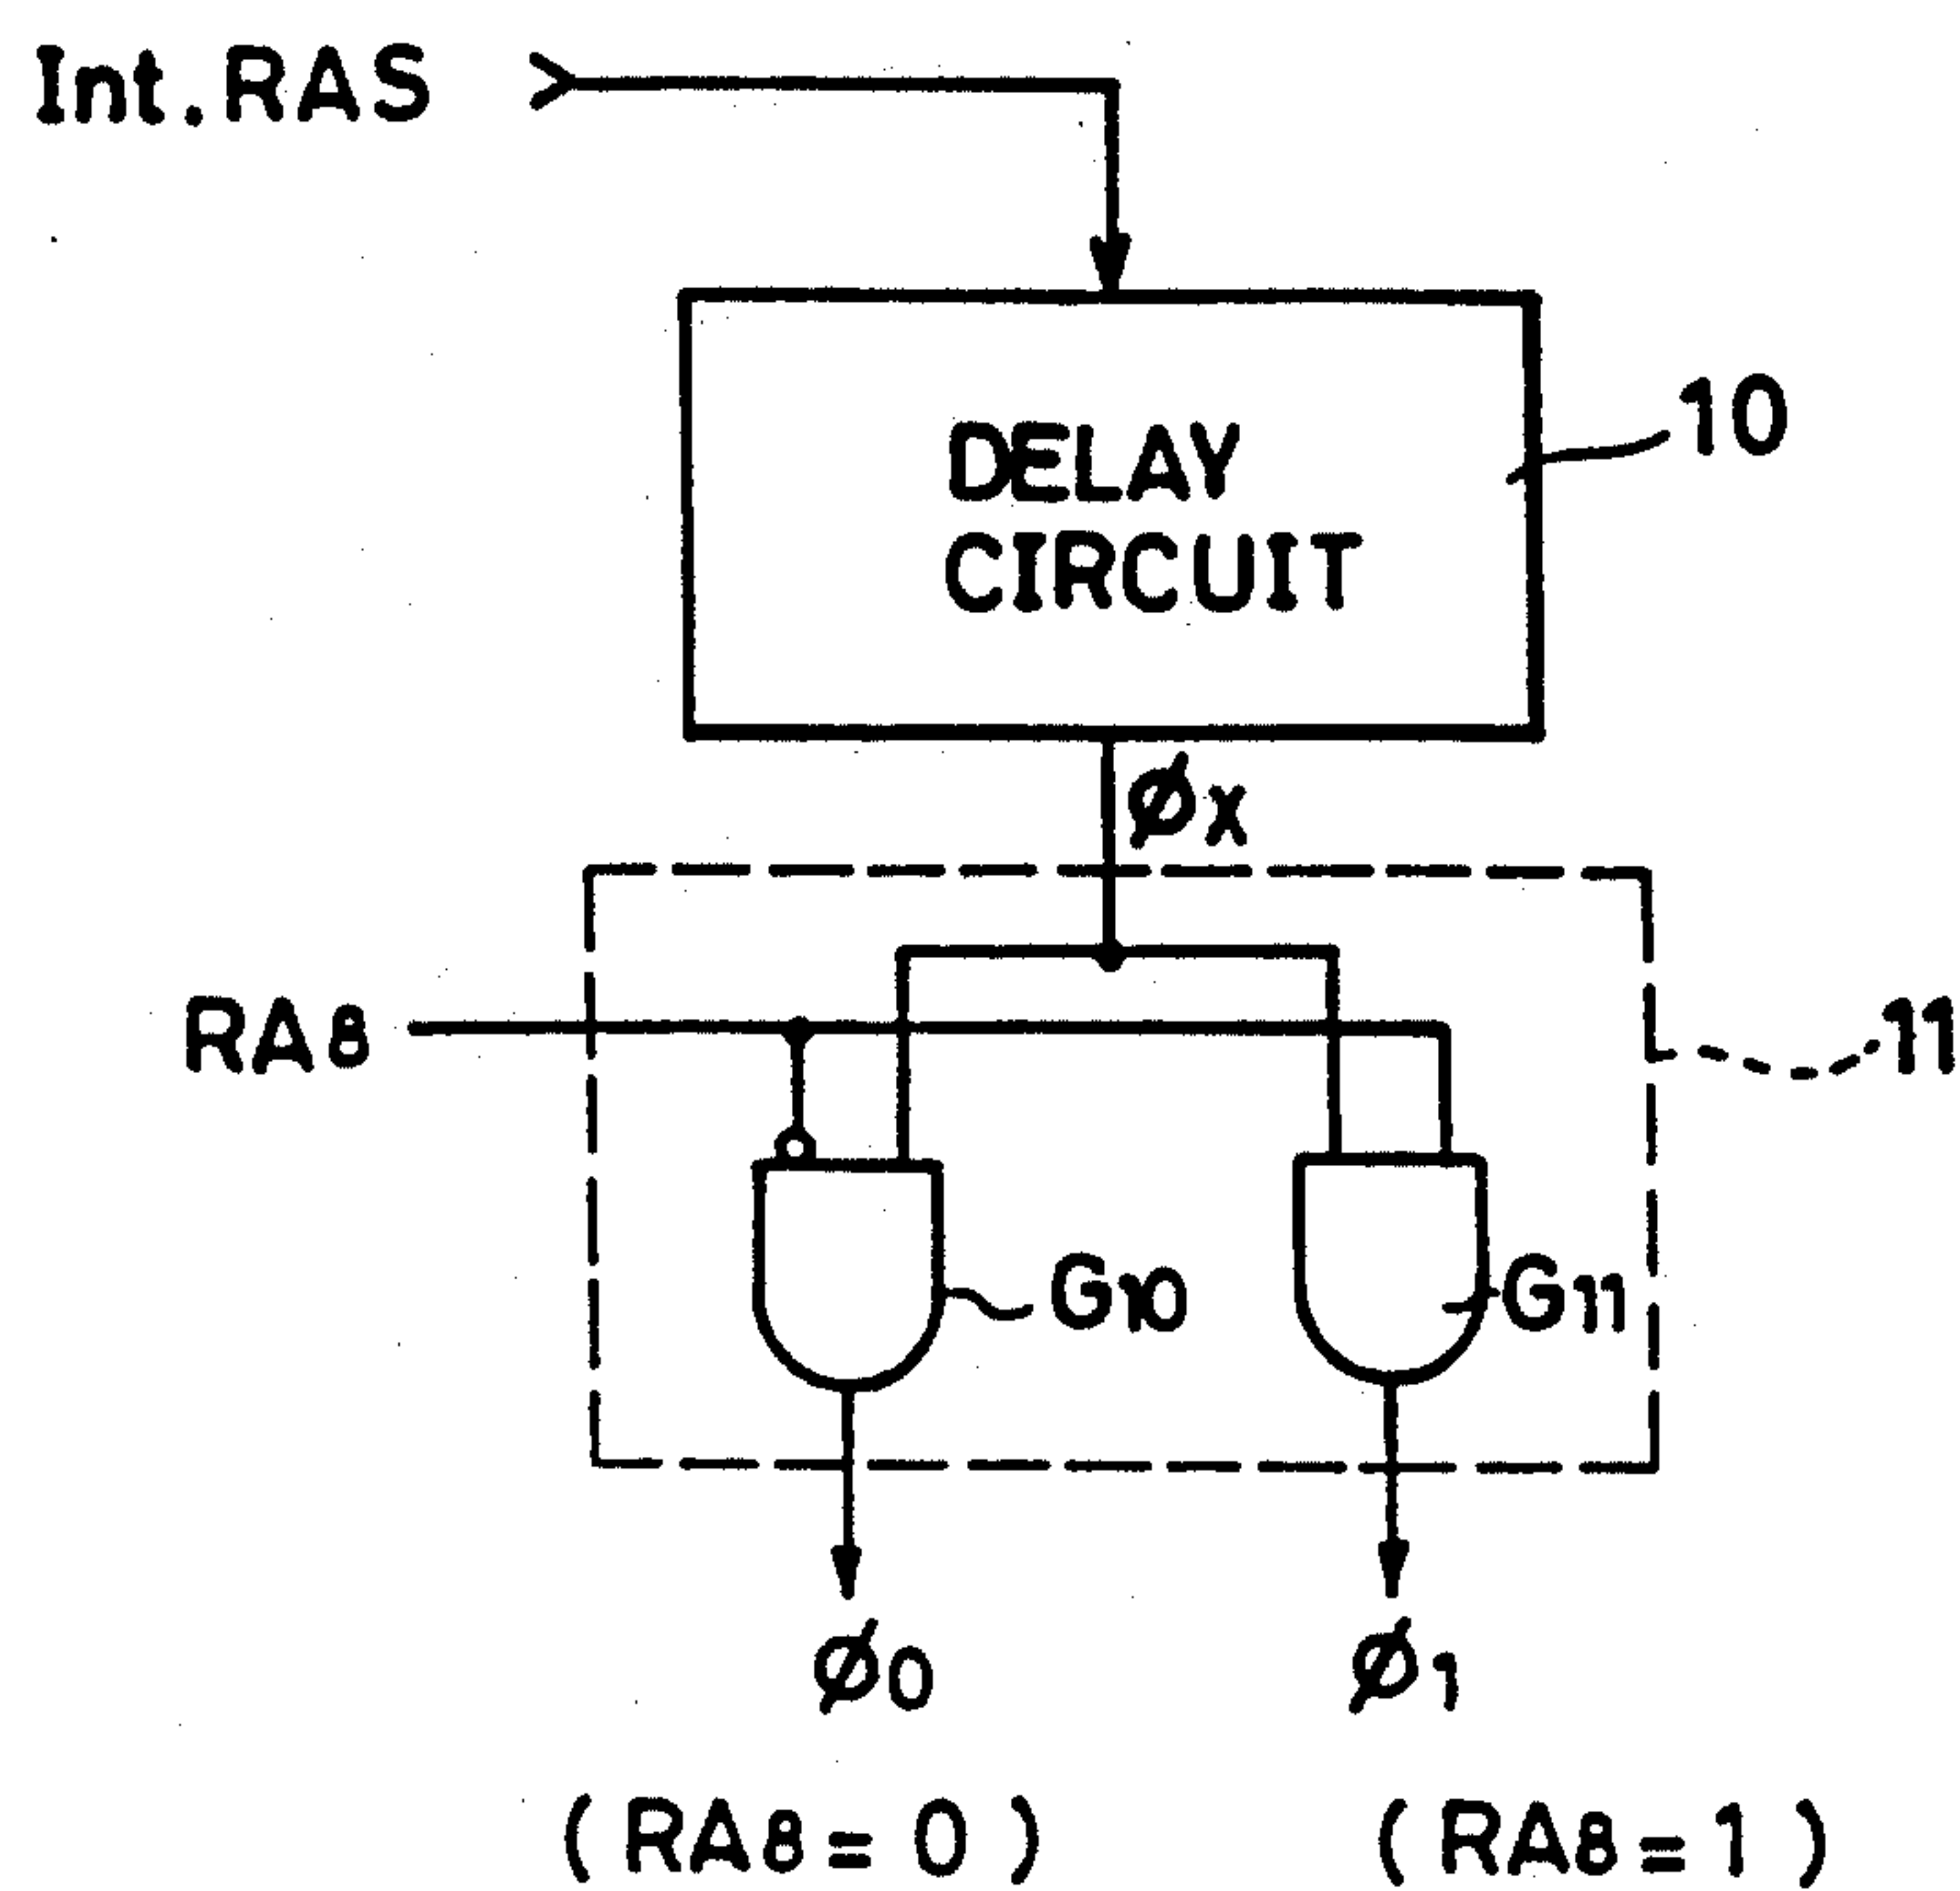 Int.RAS
DELAY
CIRCUIT
10
øx
RA8
11
G10
G11
ø0
ø1
(RA8=0)
(RA8=1)